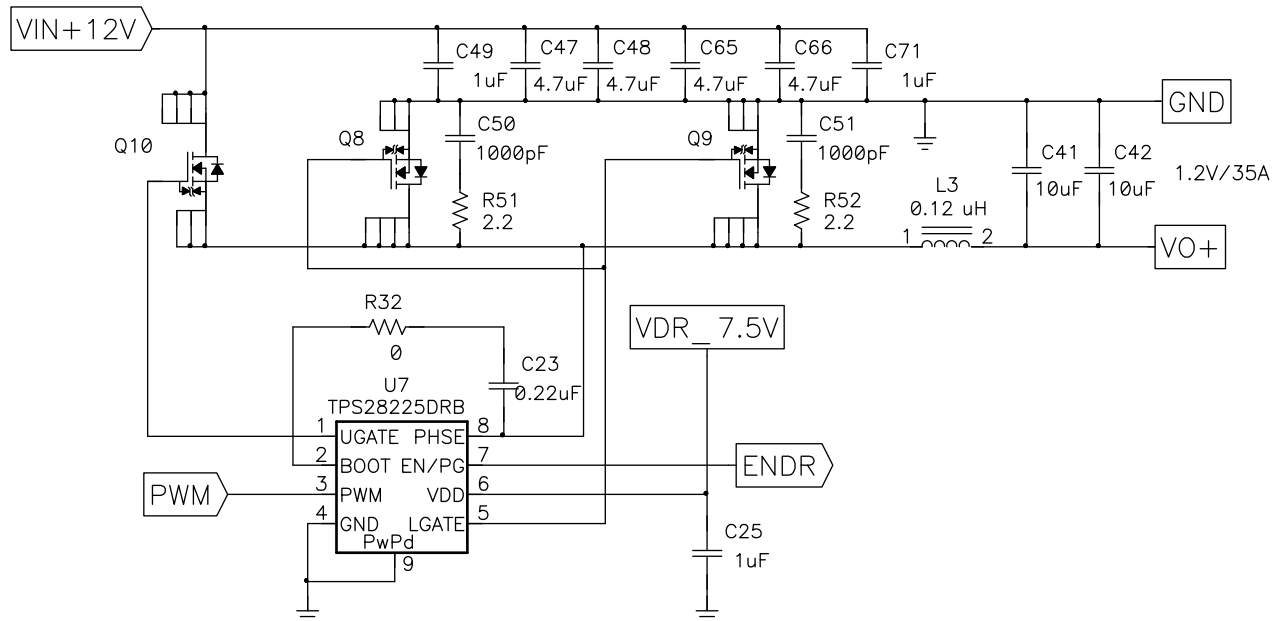 VIN+12V
C49
1uF
C47
4.7uF
C48
4.7uF
C65
4.7uF
C66
4.7uF
C71
1uF
GND
Q10
Q8
C50
1000pF
R51
2.2
Q9
C51
1000pF
R52
2.2
L3
0.12 uH
1
2
C41
10uF
C42
10uF
1.2V/35A
VO+
R32
0
C23
0.22uF
VDR_ 7.5V
U7
TPS28225DRB
1
UGATE
PHSE
8
2
BOOT
EN/PG
7
ENDR
PWM
3
PWM
VDD
6
4
GND
LGATE
5
PwPd
9
C25
1uF